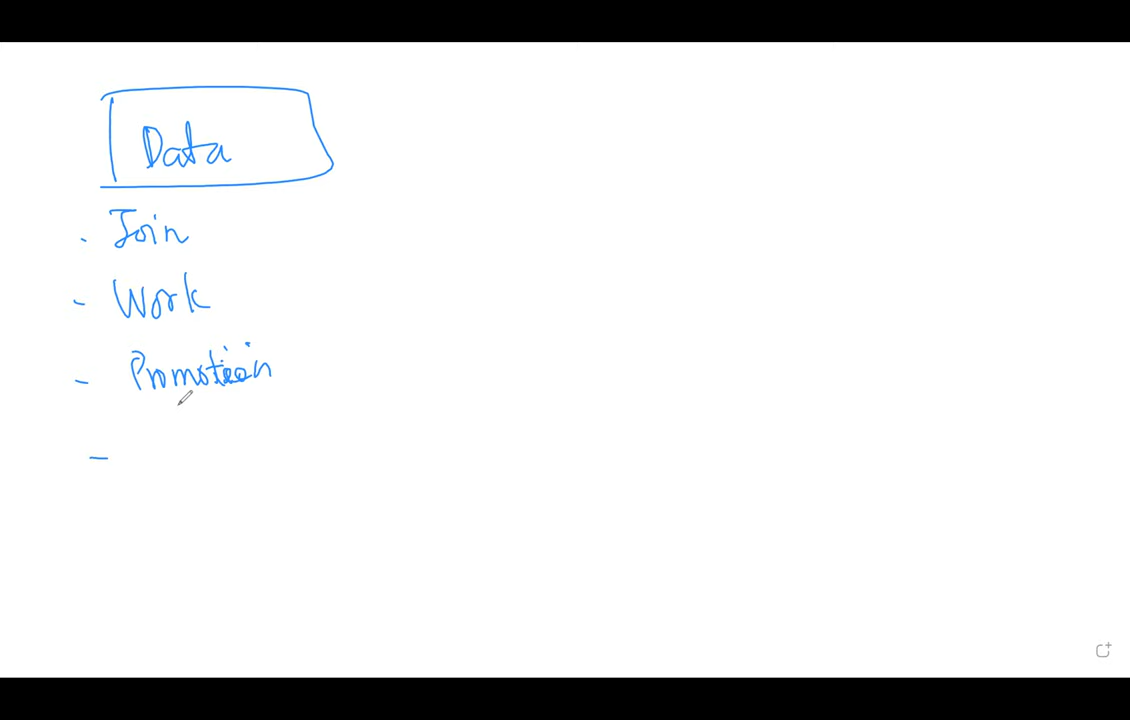 Data
. Join
- Work
- Promotion
-